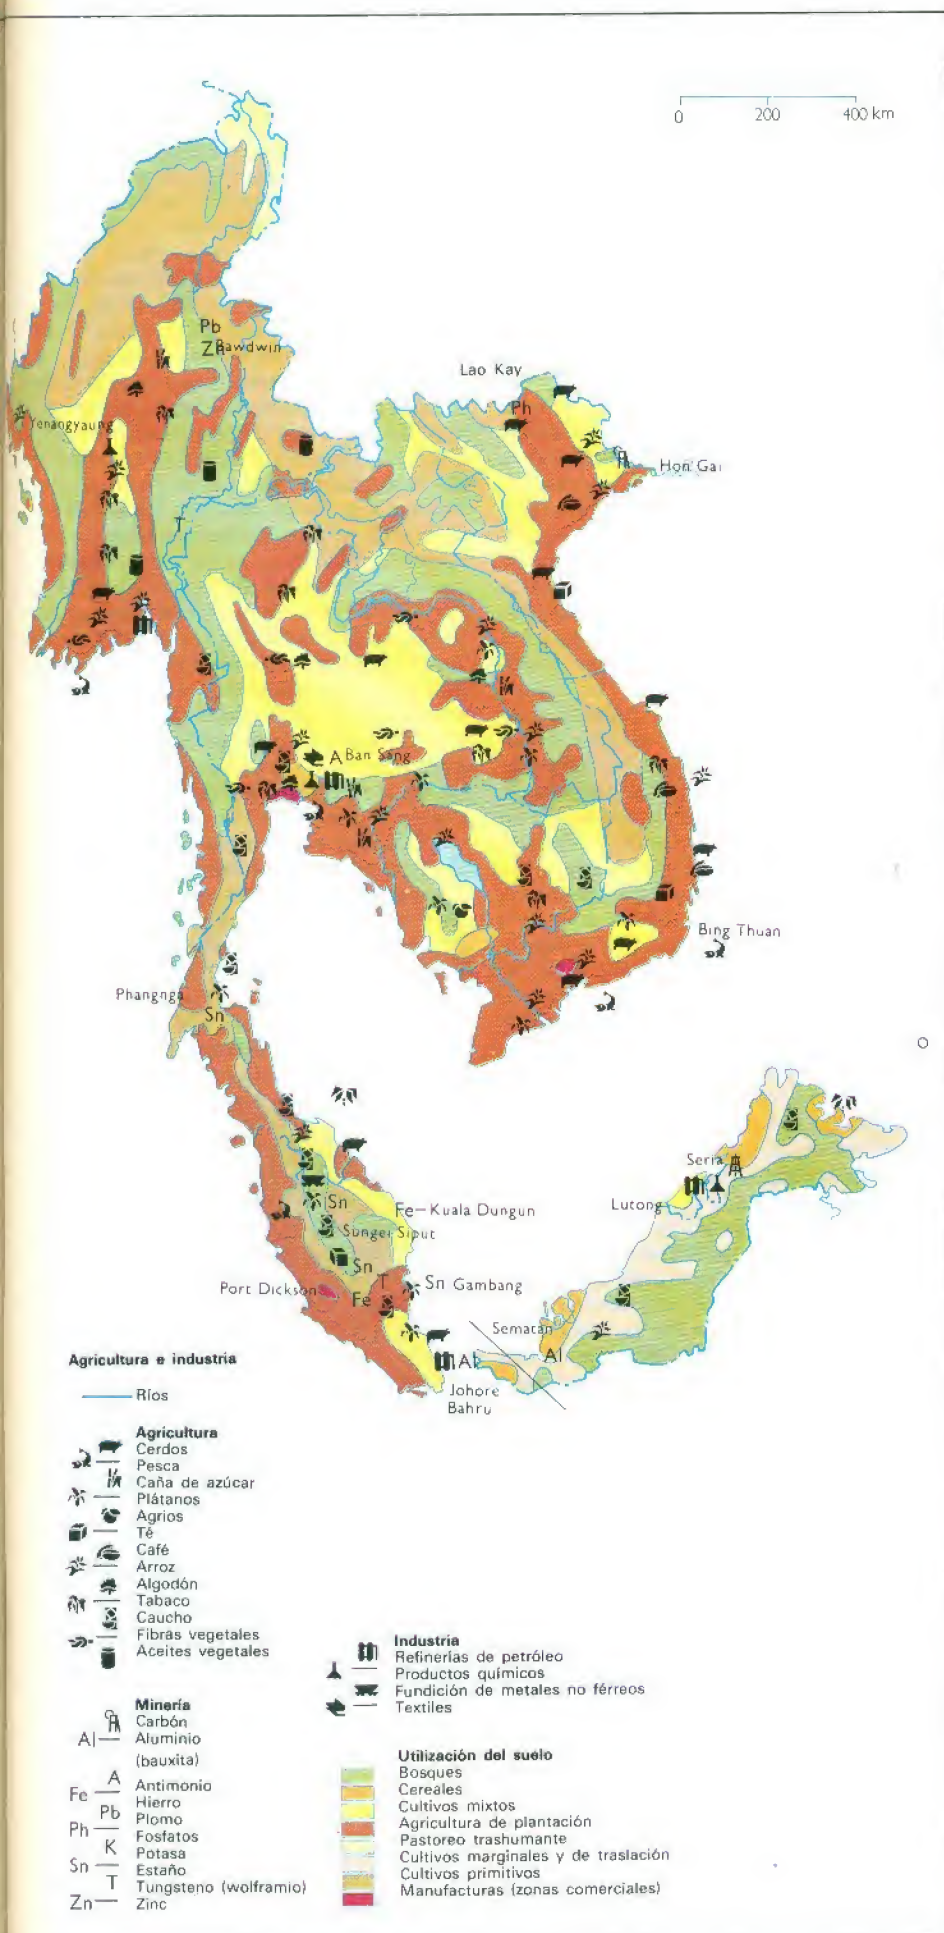 0 200 400 km
Pb
Zn Bawdwin
Lao Kay
Ph
Yenangyaung
Hon Gai
T
A Ban Sang
Bing Thuan
Phangnga
Sn
Seria
Sn
Fe Kuala Dungun
Lutong
Sungei Siput
Sn
T
Port Dickson
Sn Gambang
Fe
Sematan
Al
Al
Johore
Bahru
Agricultura e industria
Ríos
Agricultura
Cerdos
Pesca
Caña de azúcar
Plátanos
Agrios
Té
Café
Arroz
Algodón
Tabaco
Caucho
Fibras vegetales
Aceites vegetales
Minería
Carbón
Al Aluminio
(bauxita)
A Antimonio
Fe Hierro
Pb Plomo
Ph Fosfatos
K Potasa
Sn Estaño
T Tungsteno (wolframio)
Zn Zinc
Industria
Refinerías de petróleo
Productos químicos
Fundición de metales no férreos
Textiles
Utilización del suelo
Bosques
Cereales
Cultivos mixtos
Agricultura de plantación
Pastoreo trashumante
Cultivos marginales y de traslación
Cultivos primitivos
Manufacturas (zonas comerciales)